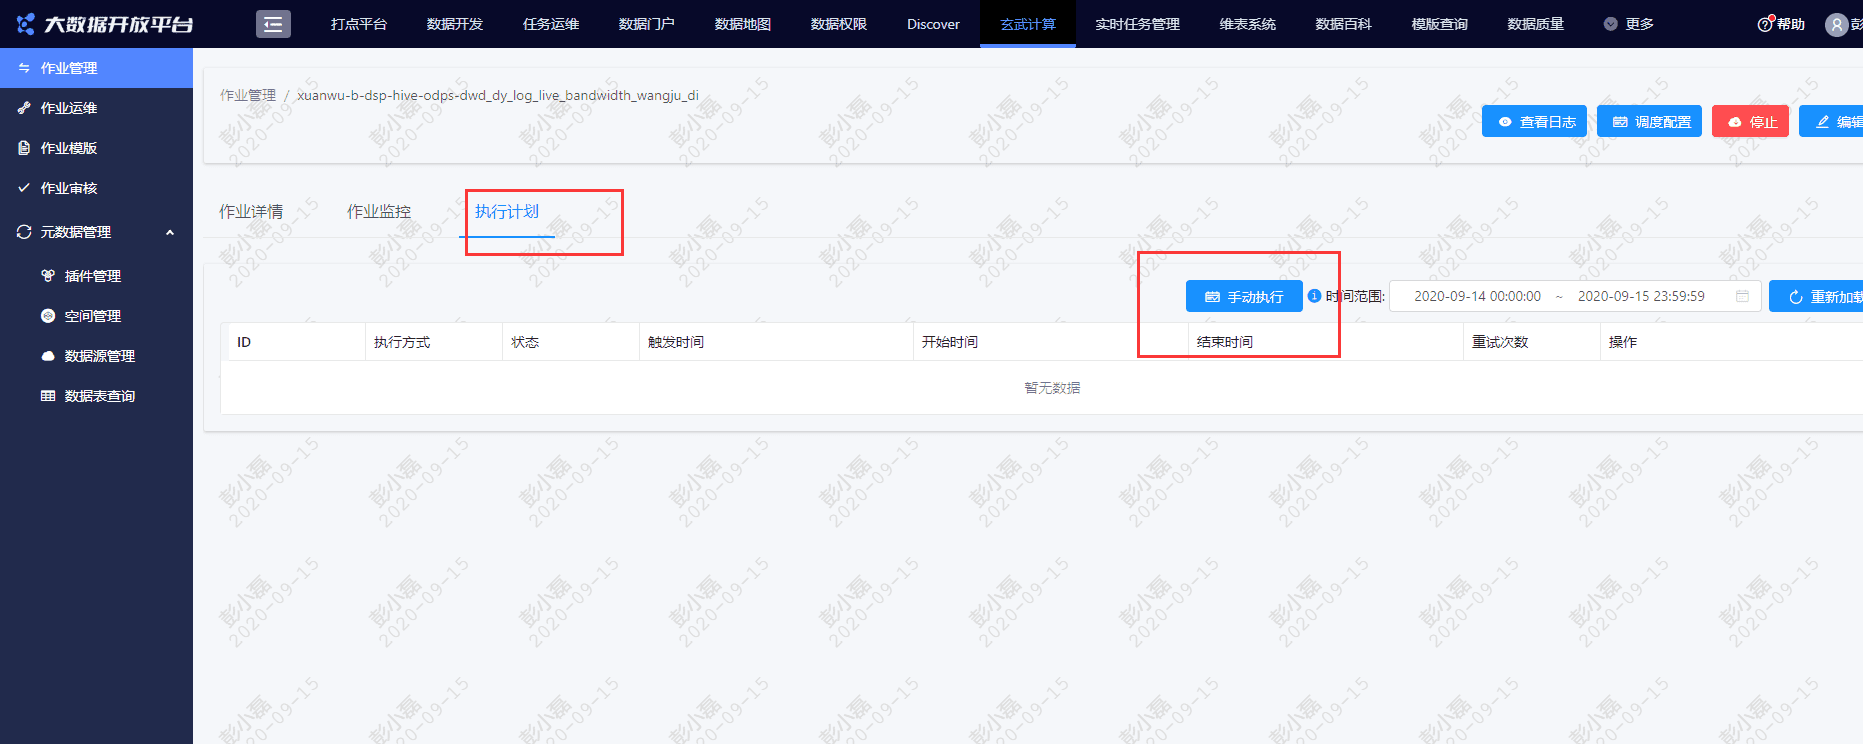 大数据开放平台
打点平台 数据开发 任务运维 数据门户 数据地图 数据权限 Discover 玄武计算 实时任务管理 维表系统 数据百科 模版查询 数据质量 更多 帮助 彭
作业管理
作业运维
作业模版
作业审核
元数据管理
插件管理
空间管理
数据源管理
数据表查询
作业管理 / xuanwu-b-dsp-hive-odps-dwd_dy_log_live_bandwidth_wangju_di
查看日志 调度配置 停止 编辑
作业详情 作业监控 执行计划
手动执行 时间范围: 2020-09-14 00:00:00 ~ 2020-09-15 23:59:59 重新加载
ID 执行方式 状态 触发时间 开始时间 结束时间 重试次数 操作
暂无数据
彭小磊
2020-09-15